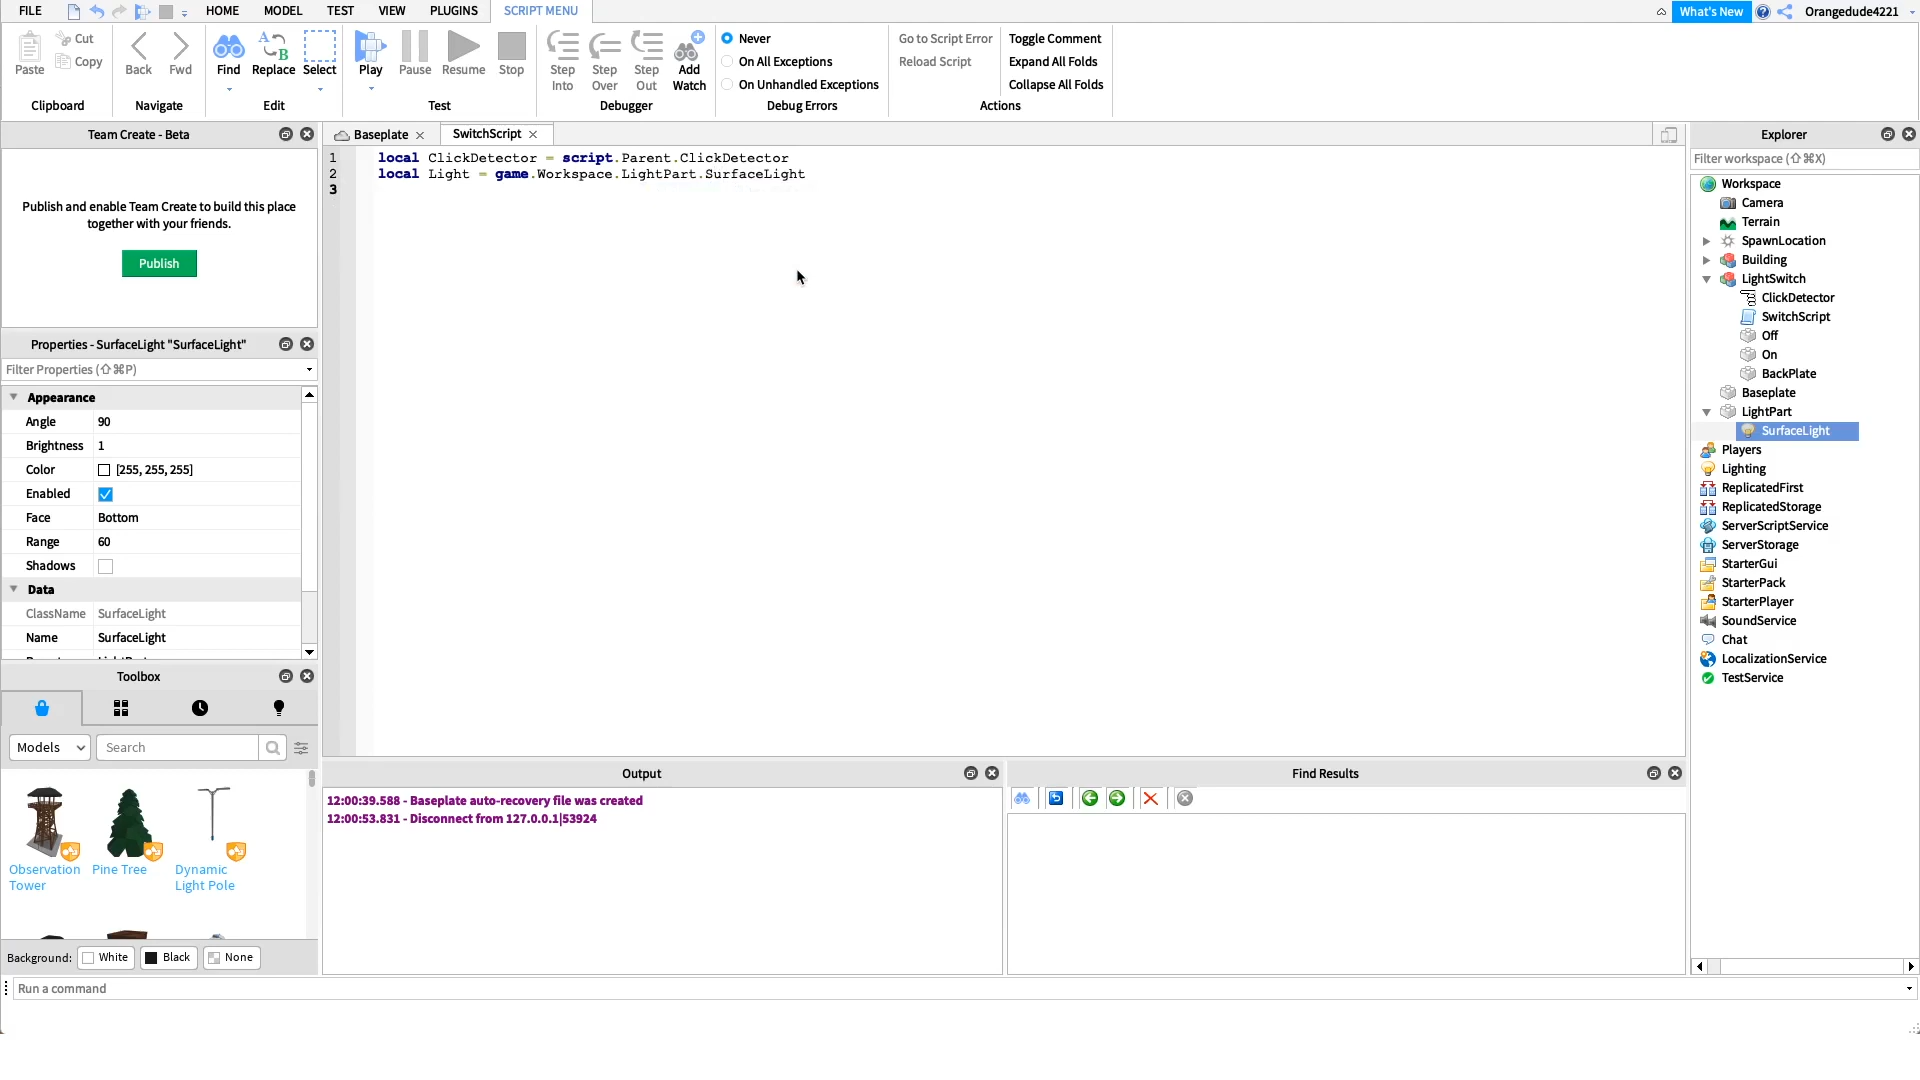 FILE
HOME
MODEL
TEST
VIEW
PLUGINS
SCRIPT MENU
What's New
Orangedude4221
Paste
Cut
Copy
Clipboard
Back
Fwd
Navigate
Find
Replace
Select
Edit
Play
Pause
Resume
Stop
Test
Step Into
Step Over
Step Out
Add Watch
Debugger
Never
On All Exceptions
On Unhandled Exceptions
Debug Errors
Go to Script Error
Reload Script
Toggle Comment
Expand All Folds
Collapse All Folds
Actions
Team Create - Beta
Publish and enable Team Create to build this place
together with your friends.
Publish
Properties - SurfaceLight "SurfaceLight"
Filter Properties (⇧⌘P)
Appearance
Angle 90
Brightness 1
Color [255, 255, 255]
Enabled
Face Bottom
Range 60
Shadows
Data
ClassName SurfaceLight
Name SurfaceLight
Toolbox
Models
Search
Observation
Tower
Pine Tree
Dynamic
Light Pole
Background: White Black None
Baseplate
SwitchScript
1 local ClickDetector = script.Parent.ClickDetector
2 local Light = game.Workspace.LightPart.SurfaceLight
3
Output
12:00:39.588 - Baseplate auto-recovery file was created
12:00:53.831 - Disconnect from 127.0.0.1|53924
Find Results
Explorer
Filter workspace (⇧⌘X)
Workspace
Camera
Terrain
SpawnLocation
Building
LightSwitch
ClickDetector
SwitchScript
Off
On
BackPlate
Baseplate
LightPart
SurfaceLight
Players
Lighting
ReplicatedFirst
ReplicatedStorage
ServerScriptService
ServerStorage
StarterGui
StarterPack
StarterPlayer
SoundService
Chat
LocalizationService
TestService
Run a command